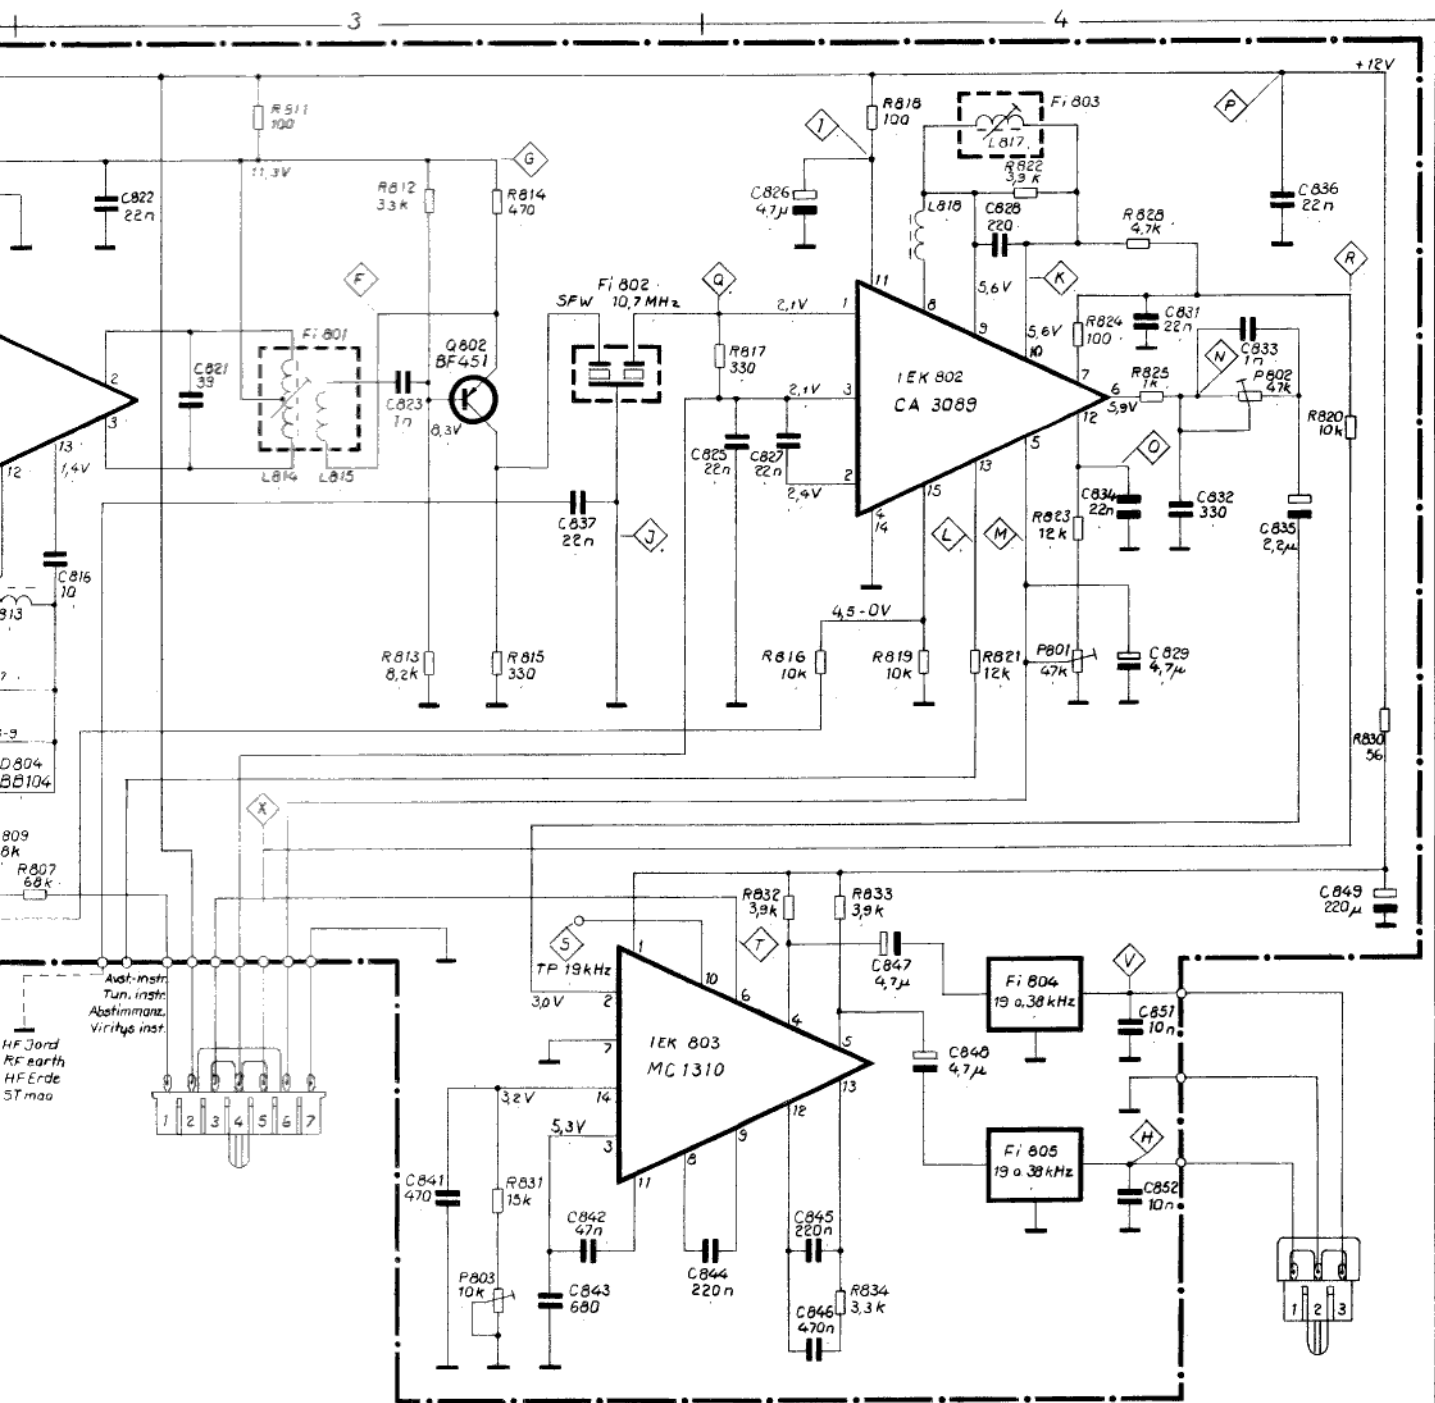 3
4
+12V
R811
100
11,3V
C822
22n
R812
33k
R814
470
G
F
C826
47µ
I
R818
100
Fi 803
L817
R822
3,9k
L818
C828
220
R828
4,7k
P
C836
22n
R
K
5,6V
5,6V
Fi 802
SFW 10,7 MHz
Q
2,1V
Fi 801
C821
39
L814
L815
C823
1n
Q802
BF451
8,3V
R817
330
2,1V
C825
22n
C827
22n
2,4V
IEK 802
CA 3089
1
3
2
11
8
9
10
7
6
12
5
13
15
4
14
R824
100
C831
22n
C833
1n
R825
1k
N
P802
47k
5,9V
R820
10k
O
C834
22n
C832
330
C835
2,2µ
R823
12k
L
M
2
3
13
12
1,4V
C816
10
813
C837
22n
J
4,5-0V
R813
8,2k
R815
330
R816
10k
R819
10k
R821
12k
P801
47k
C829
4,7µ
R830
56
D804
BB104
X
809
8k
R807
68k
C849
220µ
R832
3,9k
R833
3,9k
S
TP 19kHz
T
3,0V
C847
4,7µ
C848
4,7µ
Fi 804
19 o. 38 kHz
V
C851
10n
Fi 805
19 o 38 kHz
H
C852
10n
IEK 803
MC 1310
1
10
6
2
7
14
3
11
8
9
12
13
4
5
3,2V
5,3V
C841
470
R831
15k
P803
10k
C842
47n
C843
680
C844
220n
C845
220n
C846
470n
R834
3,3k
Avst.-instr.
Tun. instr.
Abstimmanz.
Viritys inst.
HF Jord
RF earth
HF Erde
1 2 3 4 5 6 7
1 2 3